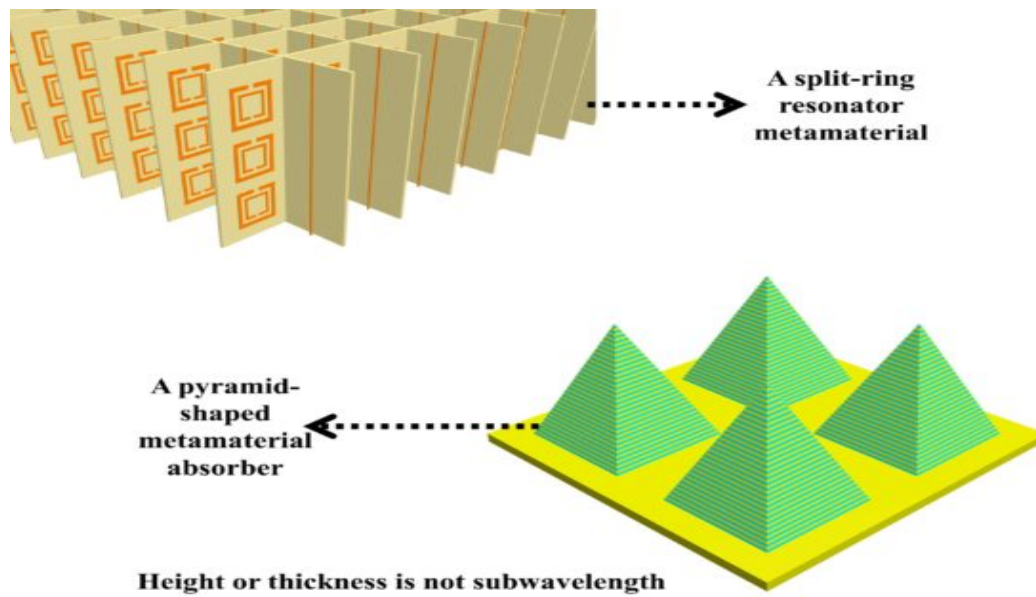 A split-ring
resonator
metamaterial
A pyramid-
shaped
metamaterial
absorber
Height or thickness is not subwavelength